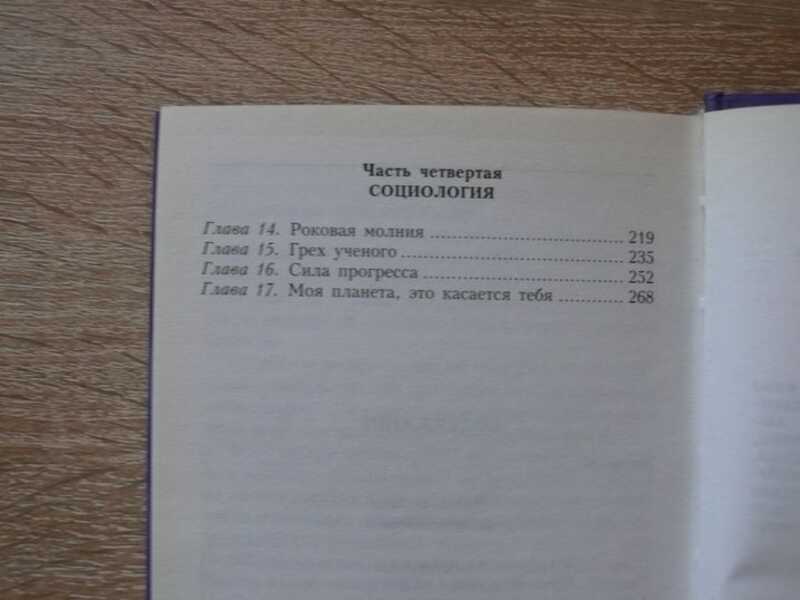 Часть четвертая
СОЦИОЛОГИЯ
Глава 14. Роковая молния 219
Глава 15. Грех ученого 235
Глава 16. Сила прогресса 252
Глава 17. Моя планета, это касается тебя 268